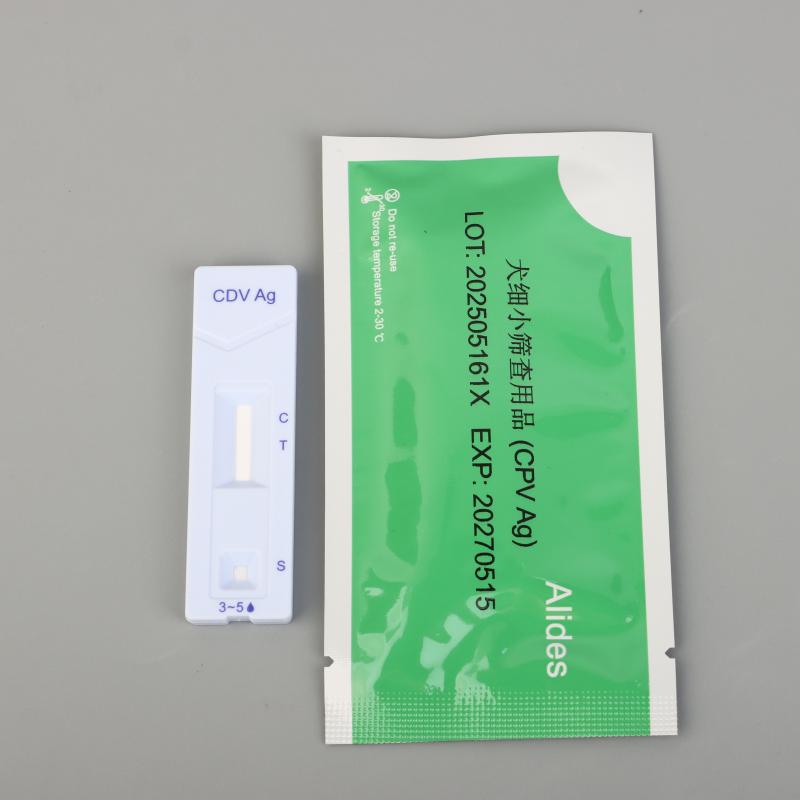 CDV Ag
C
T
S
3~5
犬细小筛查用品 (CPV Ag)
LOT: 202505161X EXP: 20270515
Do not re-use
Storage temperature 2-30 ℃
Alides